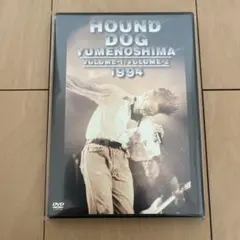 HOUND
DOG
YUMENOSHIMA
VOLUME-1/VOLUME-2
1994
DVD